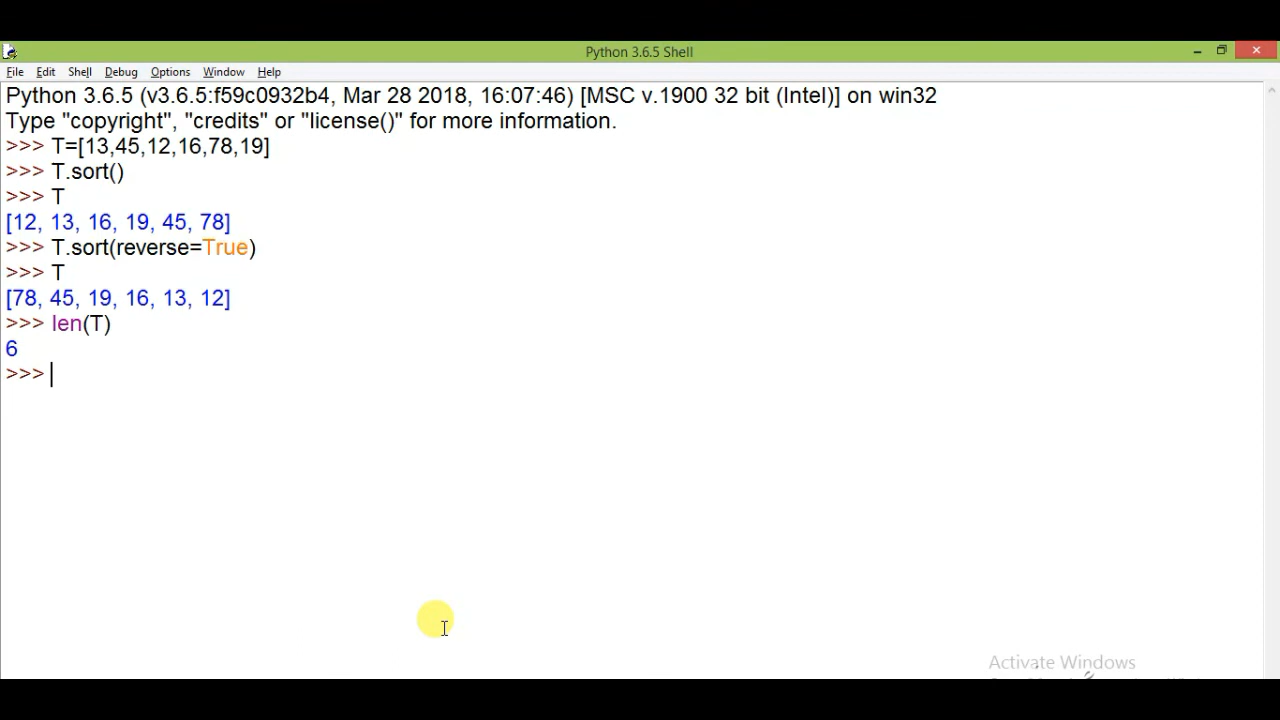 Python 3.6.5 Shell
File Edit Shell Debug Options Window Help
Python 3.6.5 (v3.6.5:f59c0932b4, Mar 28 2018, 16:07:46) [MSC v.1900 32 bit (Intel)] on win32
Type "copyright", "credits" or "license()" for more information.
>>> T=[13,45,12,16,78,19]
>>> T.sort()
>>> T
[12, 13, 16, 19, 45, 78]
>>> T.sort(reverse=True)
>>> T
[78, 45, 19, 16, 13, 12]
>>> len(T)
6
>>>
Activate Windows